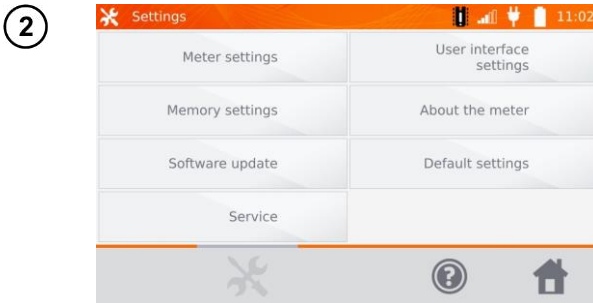 2
Settings
11:02
Meter settings
User interface
settings
Memory settings
About the meter
Software update
Default settings
Service
?